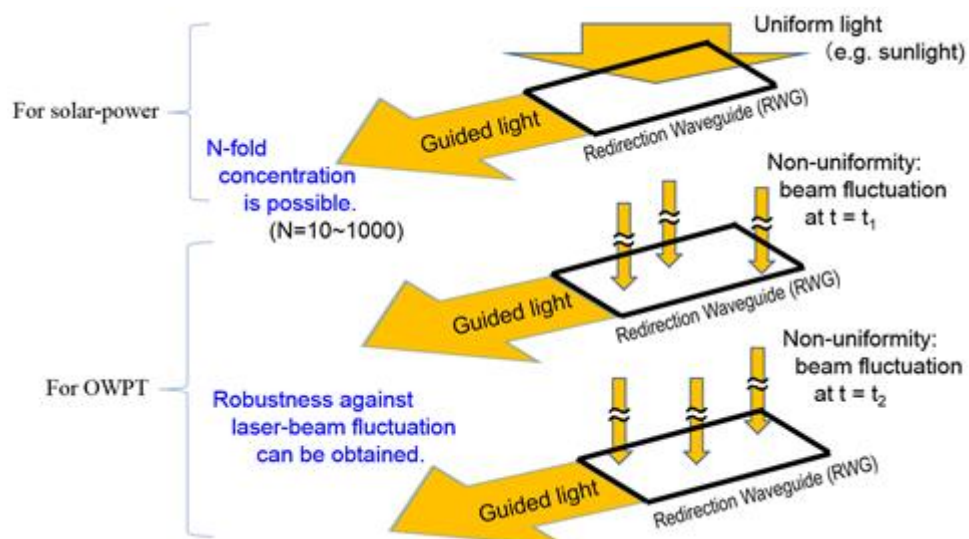 Uniform light
(e.g. sunlight)
For solar-power
Guided light
Redirection Waveguide (RWG)
N-fold
concentration
is possible.
(N=10~1000)
Non-uniformity:
beam fluctuation
at t = t₁
Guided light
Redirection Waveguide (RWG)
For OWPT
Non-uniformity:
beam fluctuation
at t = t₂
Robustness against
laser-beam fluctuation
can be obtained.
Guided light
Redirection Waveguide (RWG)